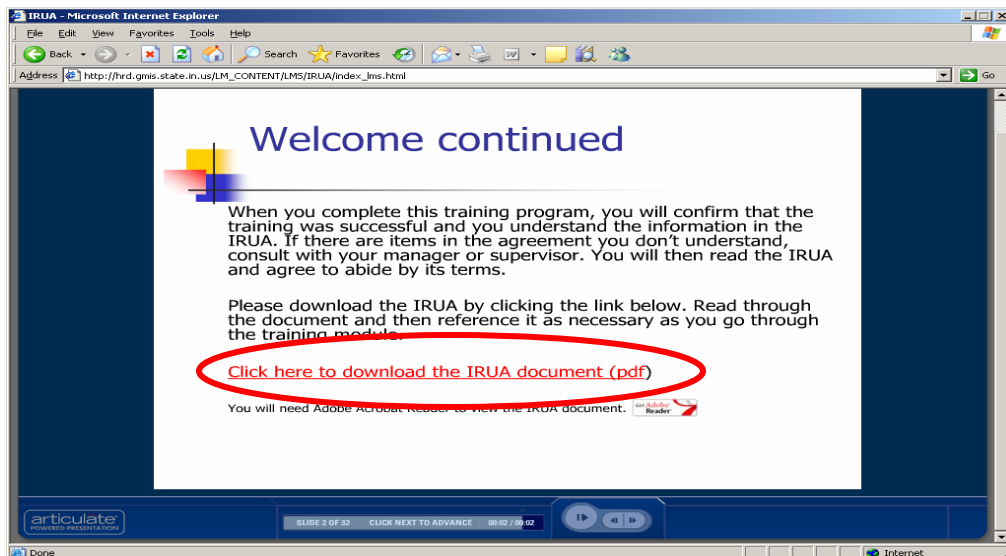 IRUA - Microsoft Internet Explorer
File Edit View Favorites Tools Help
Back Search Favorites
Address http://hrd.gmis.state.in.us/LM_CONTENT/LMS/IRUA/index_lms.html Go
Welcome continued
When you complete this training program, you will confirm that the
training was successful and you understand the information in the
IRUA. If there are items in the agreement you don't understand,
consult with your manager or supervisor. You will then read the IRUA
and agree to abide by its terms.
Please download the IRUA by clicking the link below. Read through
the document and then reference it as necessary as you go through
the training module.
Click here to download the IRUA document (pdf)
You will need Adobe Acrobat Reader to view the IRUA document. Get Adobe Reader
articulate
POWERED PRESENTATION
SLIDE 2 OF 32 CLICK NEXT TO ADVANCE 00:02 / 00:02
Done Internet